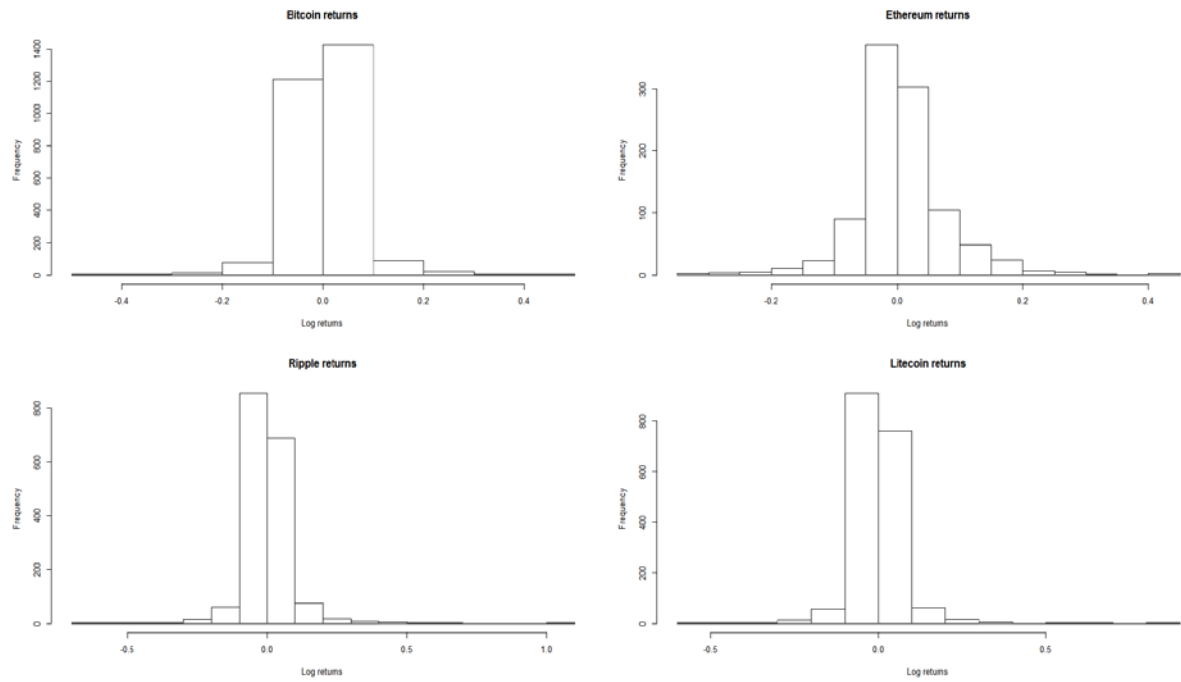 Bitcoin returns
Frequency
1400
1200
1000
800
600
400
200
0
-0.4 -0.2 0.0 0.2 0.4
Log returns
Ethereum returns
Frequency
300
200
100
0
-0.2 0.0 0.2 0.4
Log returns
Ripple returns
Frequency
800
600
400
200
0
-0.5 0.0 0.5 1.0
Log returns
Litecoin returns
Frequency
800
600
400
200
0
-0.5 0.0 0.5
Log returns